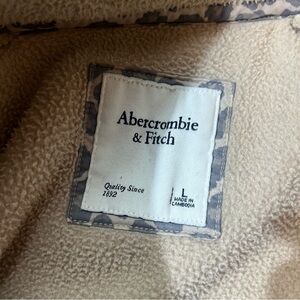 Abercrombie
& Fitch
Quality Since
1892
L
MADE IN
CAMBODIA